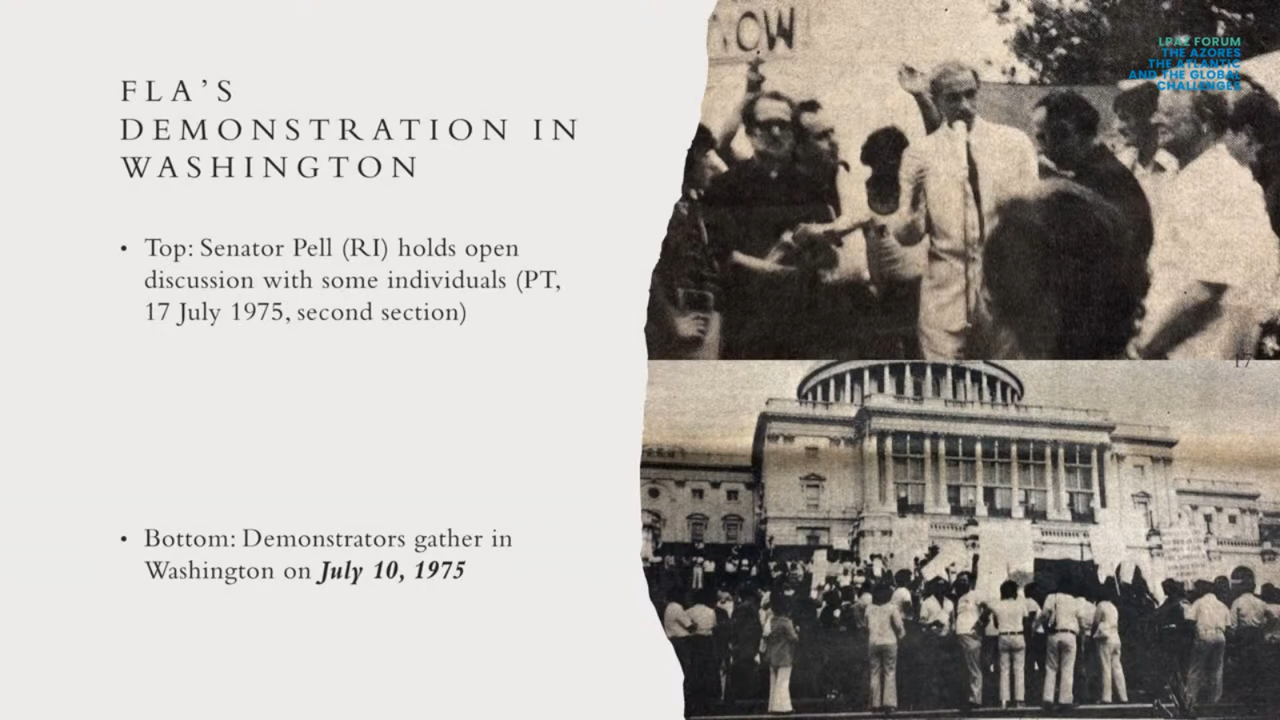 FLA'S
DEMONSTRATION IN
WASHINGTON
• Top: Senator Pell (RI) holds open
discussion with some individuals (PT,
17 July 1975, second section)
• Bottom: Demonstrators gather in
Washington on July 10, 1975
NOW
LPAZ FORUM
THE AZORES
THE ATLANTIC
AND THE GLOBAL
CHALLENGES
17